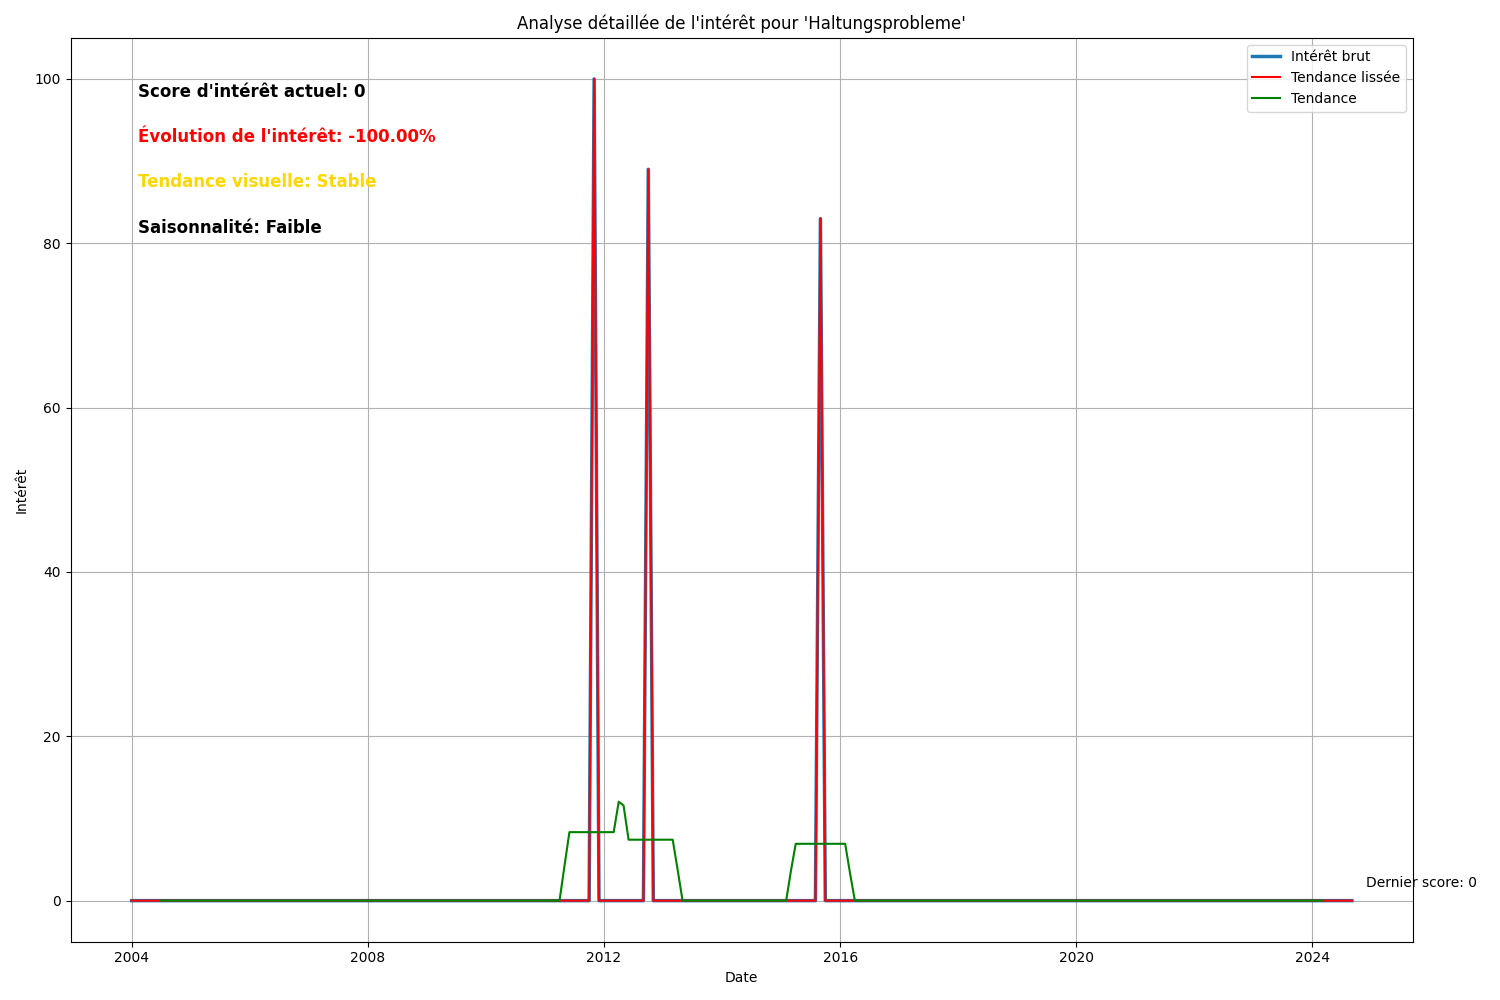 Analyse détaillée de l'intérêt pour 'Haltungsprobleme'
Intérêt brut
Tendance lissée
Tendance
Score d'intérêt actuel: 0
Évolution de l'intérêt: -100.00%
Tendance visuelle: Stable
Saisonnalité: Faible
100
80
60
40
20
0
Intérêt
Dernier score: 0
2004
2008
2012
2016
2020
2024
Date